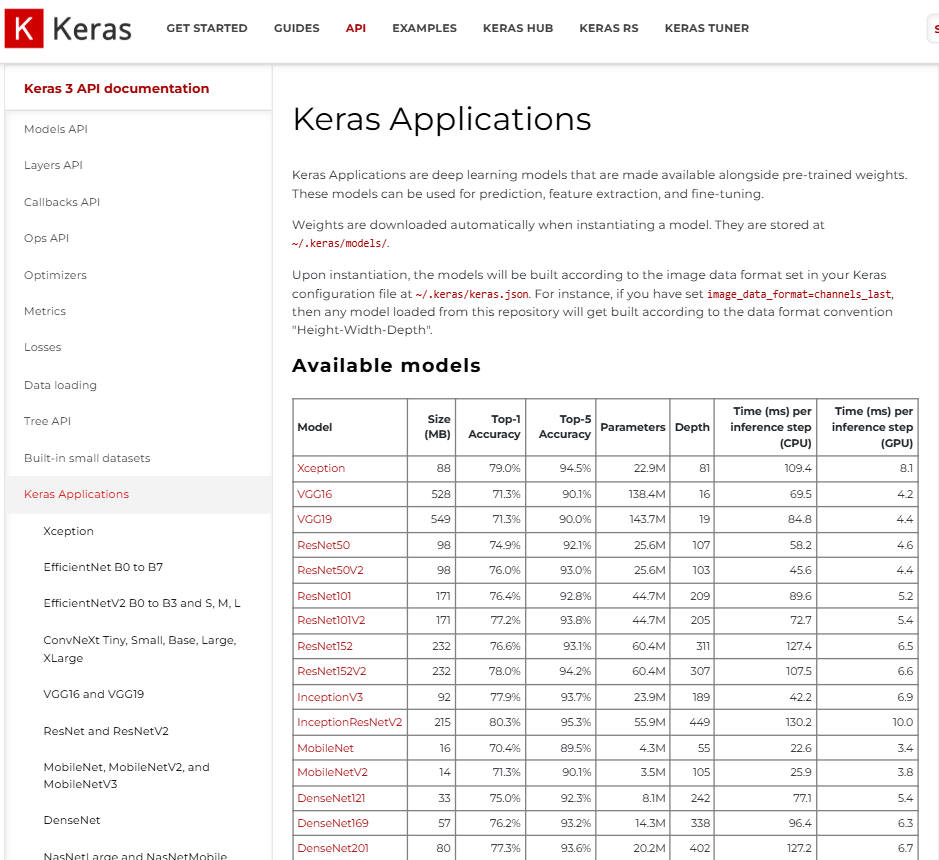 K Keras
GET STARTED GUIDES API EXAMPLES KERAS HUB KERAS RS KERAS TUNER
Keras 3 API documentation
Models API
Layers API
Callbacks API
Ops API
Optimizers
Metrics
Losses
Data loading
Tree API
Built-in small datasets
Keras Applications
Xception
EfficientNet B0 to B7
EfficientNetV2 B0 to B3 and S, M, L
ConvNeXt Tiny, Small, Base, Large,
XLarge
VGG16 and VGG19
ResNet and ResNetV2
MobileNet, MobileNetV2, and
MobileNetV3
DenseNet
NasNetLarge and NasNetMobile
Keras Applications
Keras Applications are deep learning models that are made available alongside pre-trained weights.
These models can be used for prediction, feature extraction, and fine-tuning.
Weights are downloaded automatically when instantiating a model. They are stored at
~/.keras/models/.
Upon instantiation, the models will be built according to the image data format set in your Keras
configuration file at ~/.keras/keras.json. For instance, if you have set image_data_format=channels_last,
then any model loaded from this repository will get built according to the data format convention
"Height-Width-Depth".
Available models
Model Size (MB) Top-1 Accuracy Top-5 Accuracy Parameters Depth Time (ms) per inference step (CPU) Time (ms) per inference step (GPU)
Xception 88 79.0% 94.5% 22.9M 81 109.4 8.1
VGG16 528 71.3% 90.1% 138.4M 16 69.5 4.2
VGG19 549 71.3% 90.0% 143.7M 19 84.8 4.4
ResNet50 98 74.9% 92.1% 25.6M 107 58.2 4.6
ResNet50V2 98 76.0% 93.0% 25.6M 103 45.6 4.4
ResNet101 171 76.4% 92.8% 44.7M 209 89.6 5.2
ResNet101V2 171 77.2% 93.8% 44.7M 205 72.7 5.4
ResNet152 232 76.6% 93.1% 60.4M 311 127.4 6.5
ResNet152V2 232 78.0% 94.2% 60.4M 307 107.5 6.6
InceptionV3 92 77.9% 93.7% 23.9M 189 42.2 6.9
InceptionResNetV2 215 80.3% 95.3% 55.9M 449 130.2 10.0
MobileNet 16 70.4% 89.5% 4.3M 55 22.6 3.4
MobileNetV2 14 71.3% 90.1% 3.5M 105 25.9 3.8
DenseNet121 33 75.0% 92.3% 8.1M 242 77.1 5.4
DenseNet169 57 76.2% 93.2% 14.3M 338 96.4 6.3
DenseNet201 80 77.3% 93.6% 20.2M 402 127.2 6.7